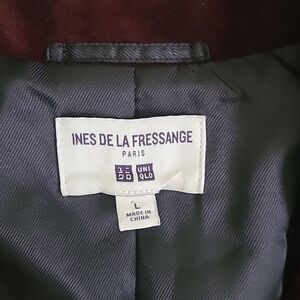 INES DE LA FRESSANGE
PARIS
ユニ UNI
クロ QLO
L
MADE IN
CHINA